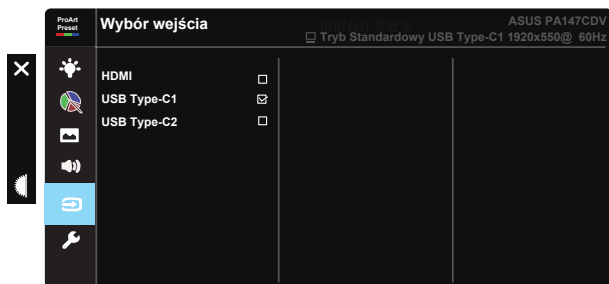 ProArt
Preset
Wybór wejścia
ASUS PA147CDV
Tryb Standardowy USB Type-C1 1920x550@ 60Hz
HDMI
USB Type-C1
USB Type-C2